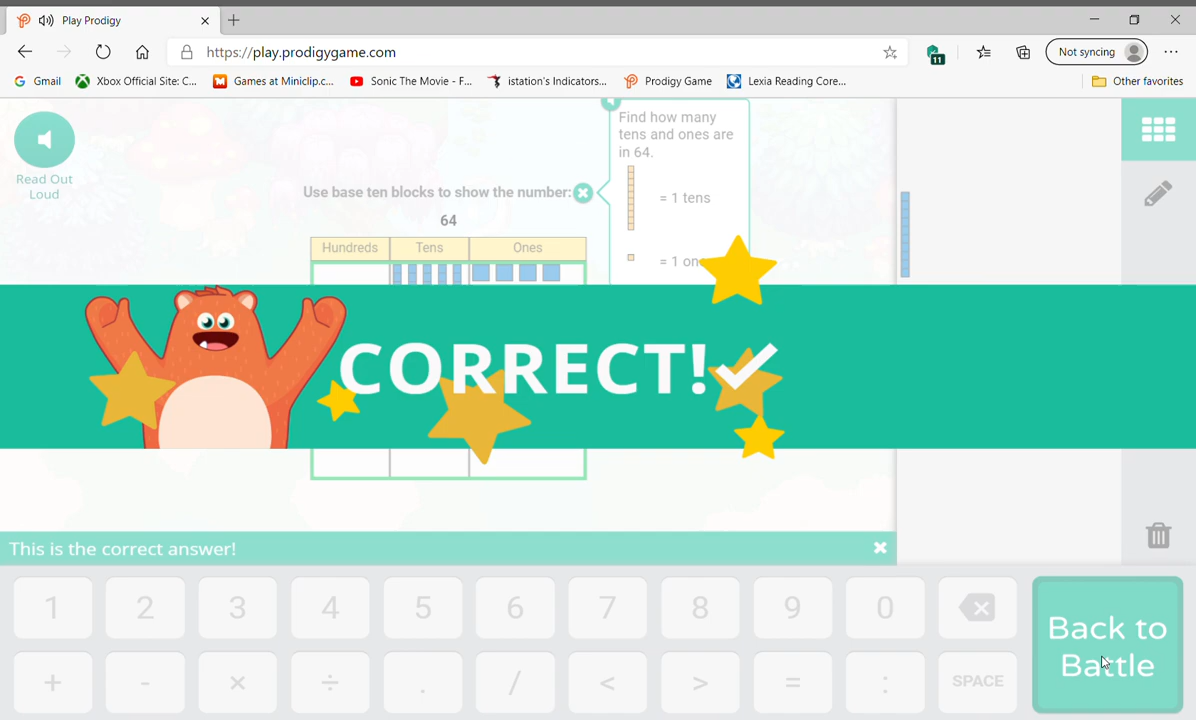 Play Prodigy
https://play.prodigygame.com
11
Not syncing
Gmail
Xbox Official Site: C...
Games at Miniclip.c...
Sonic The Movie - F...
istation's Indicators...
Prodigy Game
Lexia Reading Core...
Other favorites
Read Out
Loud
Find how many
tens and ones are
in 64.
= 1 tens
= 1 on
Use base ten blocks to show the number:
64
Hundreds Tens Ones
CORRECT!
This is the correct answer!
1 2 3 4 5 6 7 8 9 0
+ - × ÷ . / < > = : SPACE
Back to
Battle